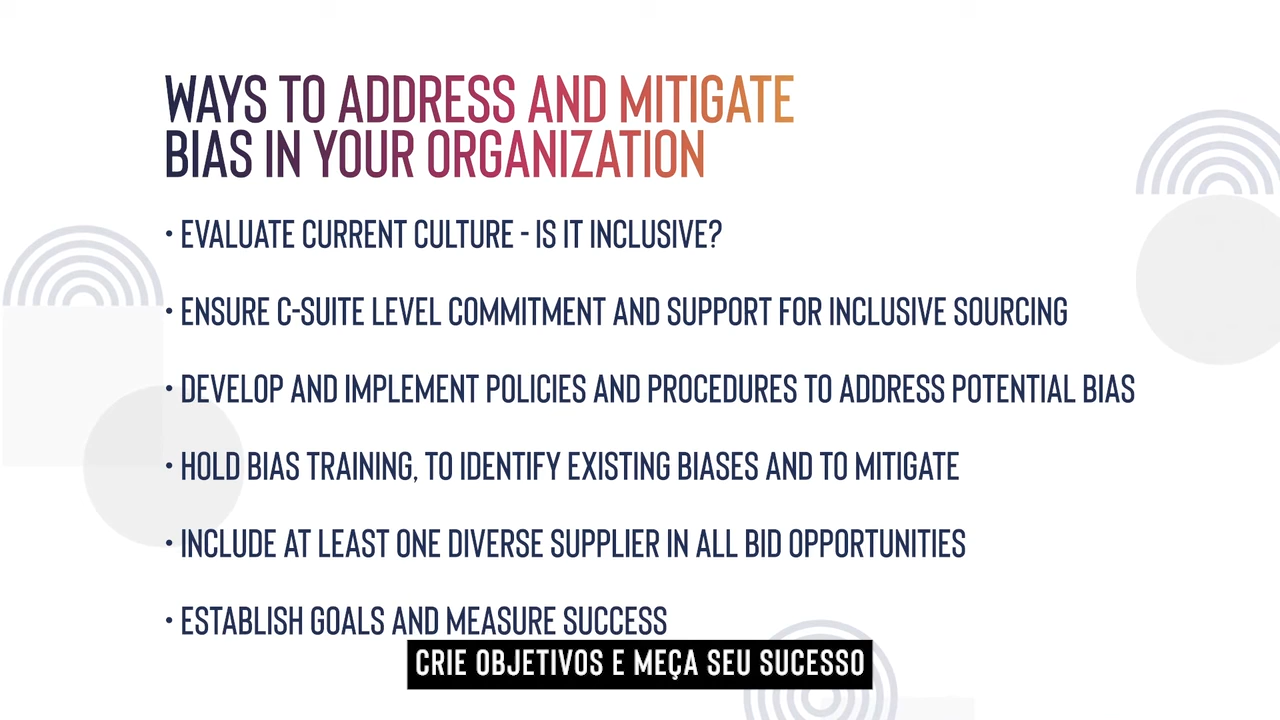 WAYS TO ADDRESS AND MITIGATE
BIAS IN YOUR ORGANIZATION
• EVALUATE CURRENT CULTURE - IS IT INCLUSIVE?
• ENSURE C-SUITE LEVEL COMMITMENT AND SUPPORT FOR INCLUSIVE SOURCING
• DEVELOP AND IMPLEMENT POLICIES AND PROCEDURES TO ADDRESS POTENTIAL BIAS
• HOLD BIAS TRAINING, TO IDENTIFY EXISTING BIASES AND TO MITIGATE
• INCLUDE AT LEAST ONE DIVERSE SUPPLIER IN ALL BID OPPORTUNITIES
• ESTABLISH GOALS AND MEASURE SUCCESS
CRIE OBJETIVOS E MEÇA SEU SUCESSO